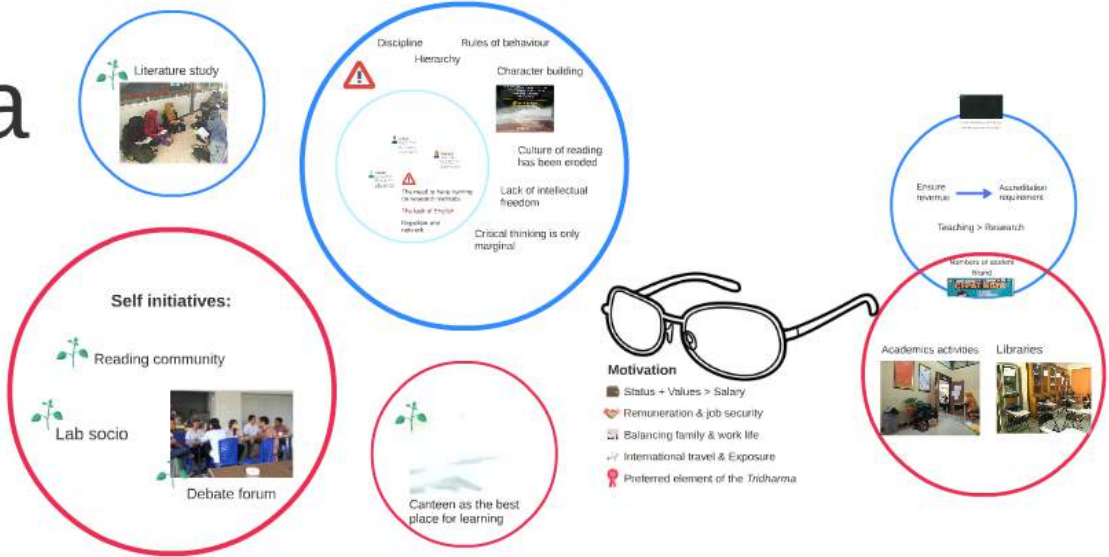 a
Literature study
Discipline
Rules of behaviour
Hierarchy
Character building
Culture of reading
has been eroded
Lack of intellectual
freedom
Critical thinking is only
marginal
The need to have training
on research methods
The lack of English
network
Self initiatives:
Reading community
Lab socio
Debate forum
Canteen as the best
place for learning
Motivation
Status + Values > Salary
Remuneration & job security
Balancing family & work life
International travel & Exposure
Preferred element of the Tridharma
Ensure
revenue
Accreditation
requirement
Teaching > Research
Numbers of student
Brand
Academics activities
Libraries